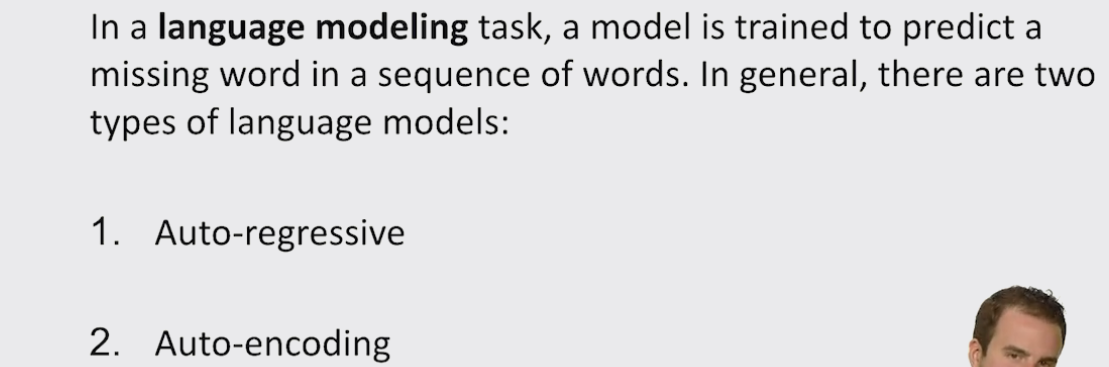 In a language modeling task, a model is trained to predict a
missing word in a sequence of words. In general, there are two
types of language models:
1. Auto-regressive
2. Auto-encoding